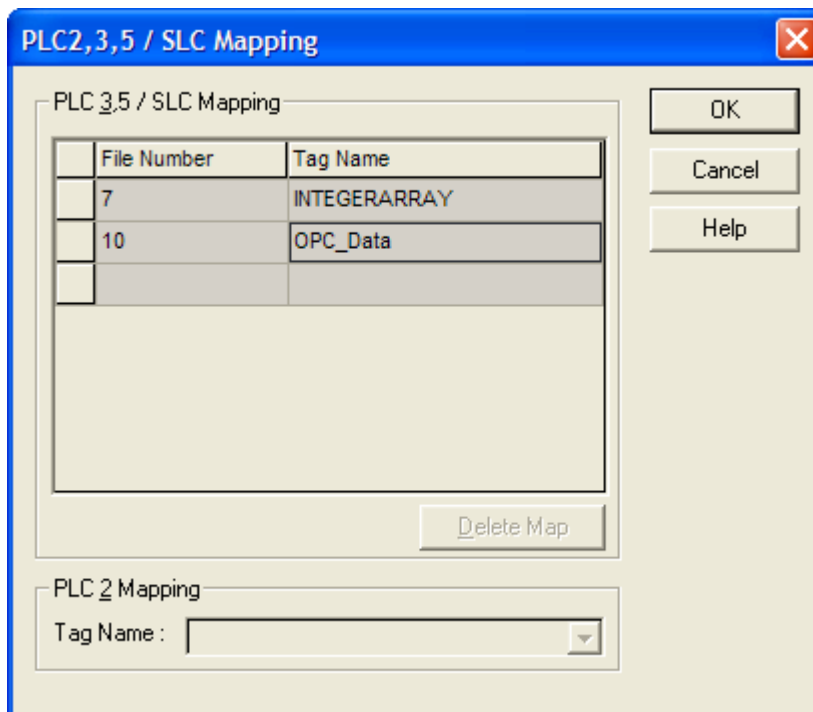 PLC2,3,5 / SLC Mapping
PLC 3,5 / SLC Mapping
File Number Tag Name
7 INTEGERARRAY
10 OPC_Data
OK
Cancel
Help
Delete Map
PLC 2 Mapping
Tag Name :